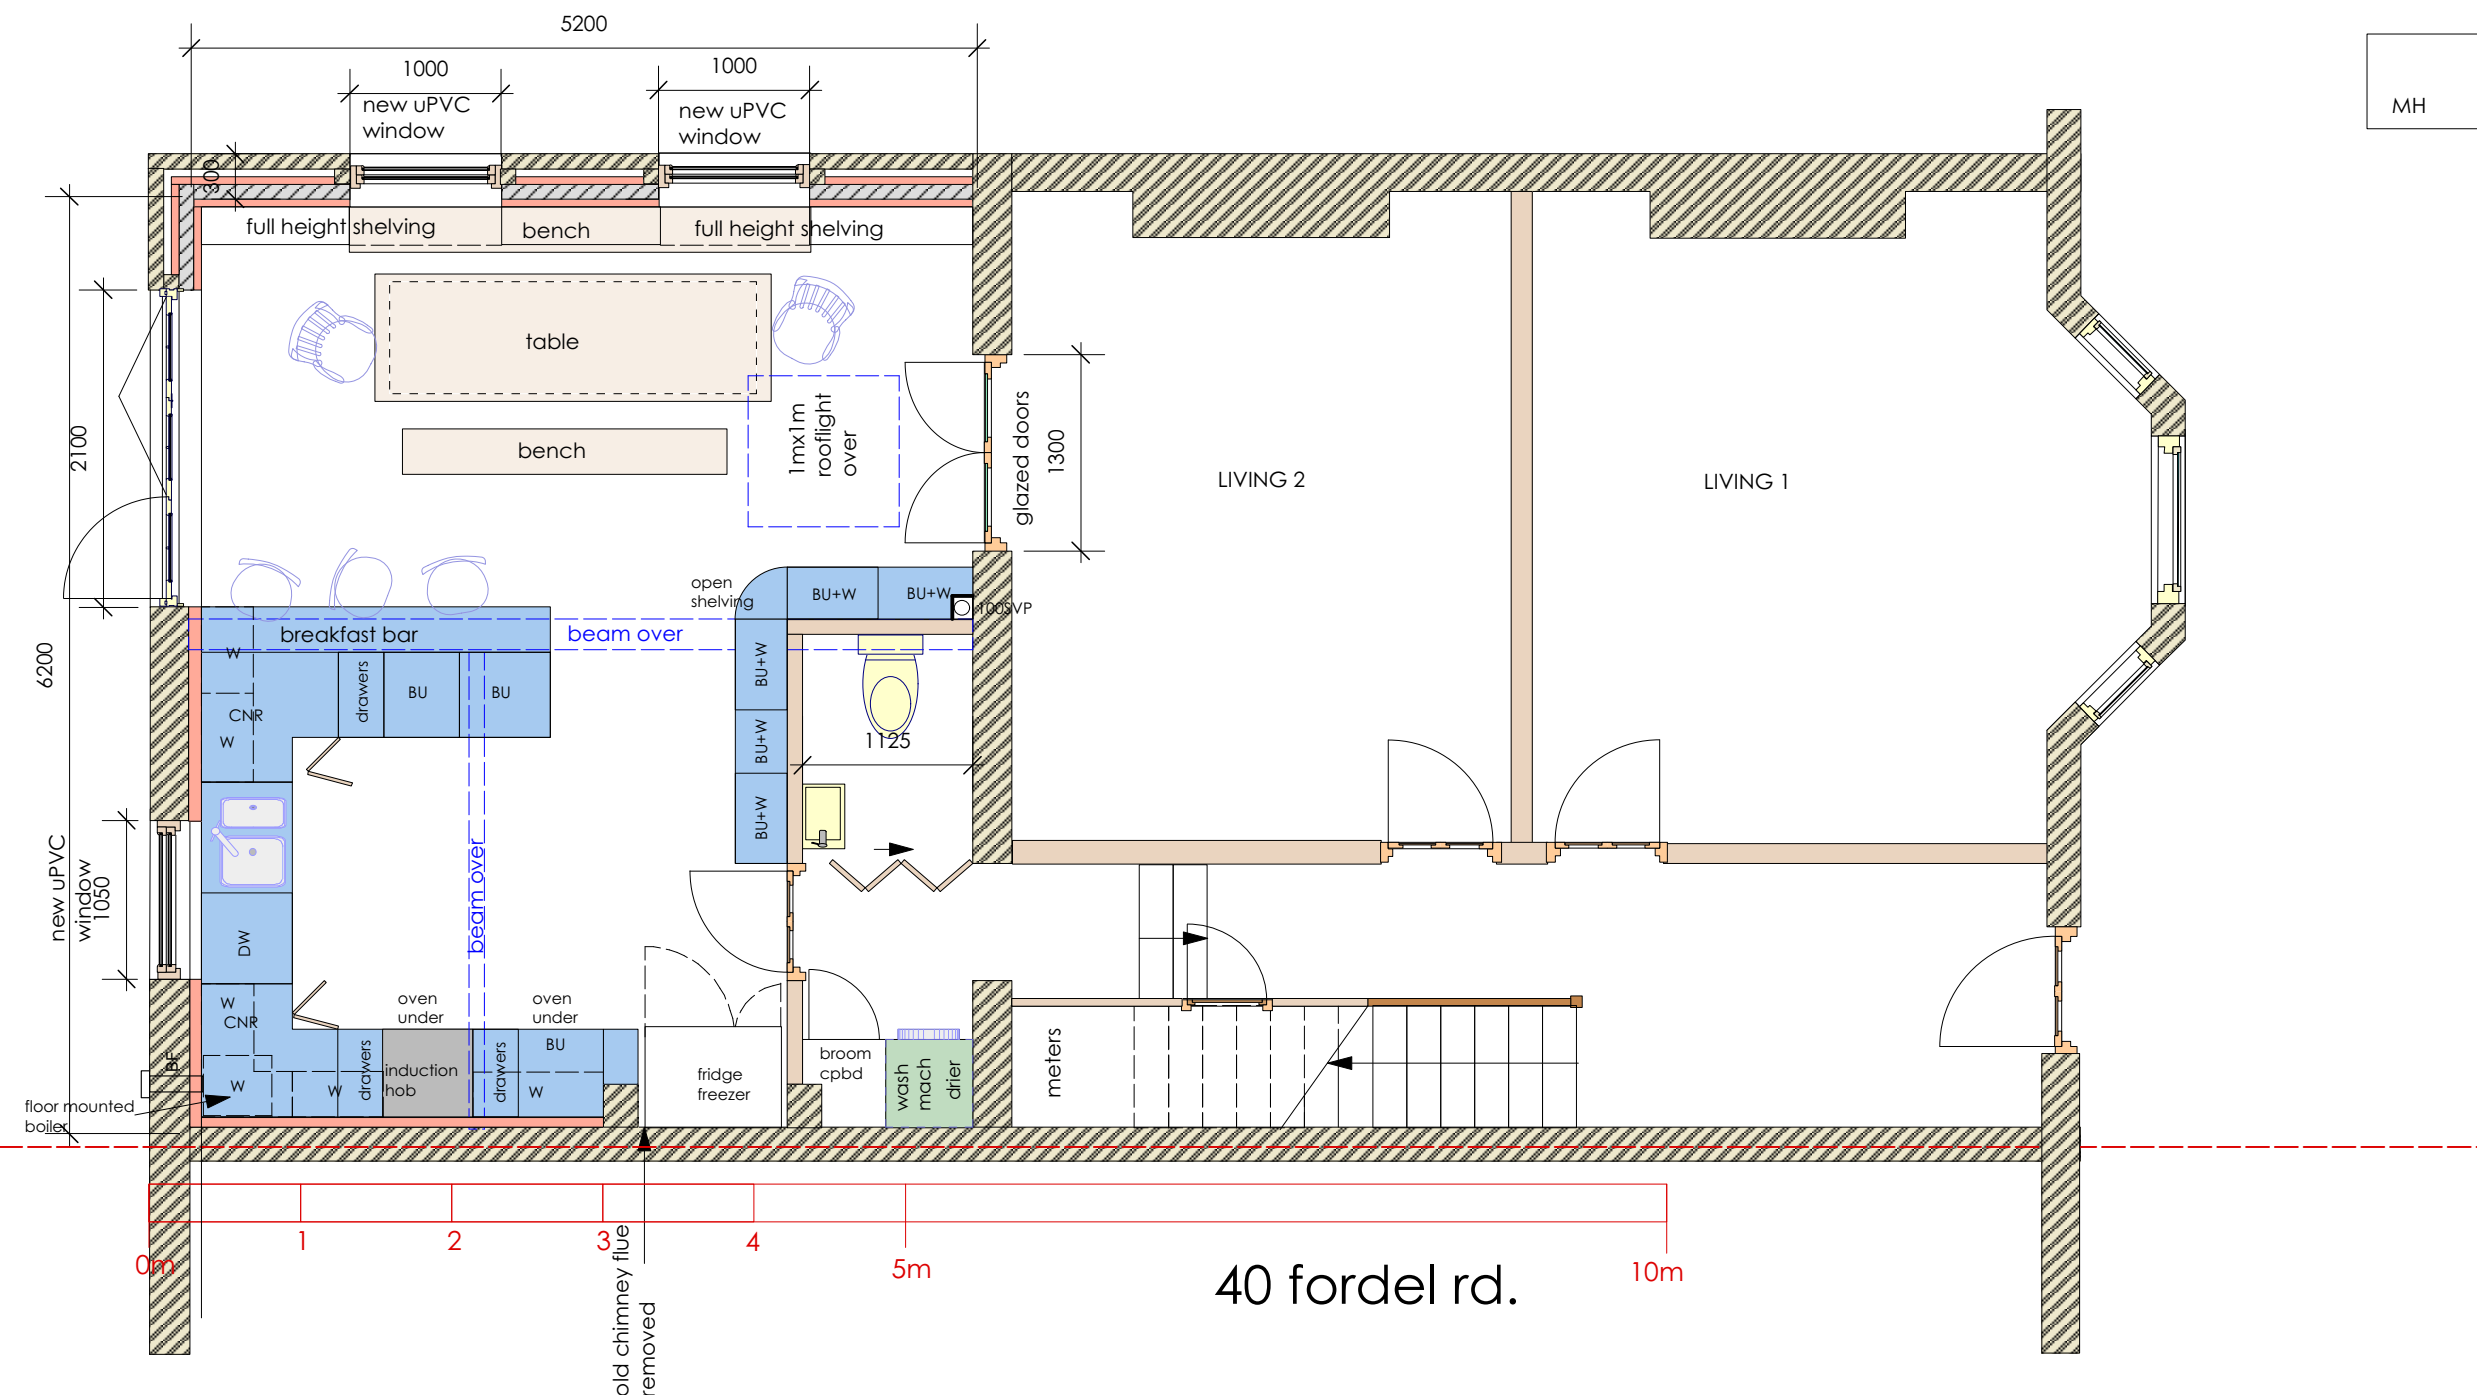 5200
1000
1000
new uPVC
window
new uPVC
window
MH
300
full height shelving
bench
full height shelving
table
1mx1m
rooflight
over
glazed doors
1300
2100
bench
LIVING 2
LIVING 1
open
shelving
BU+W
BU+W
100SVP
breakfast bar
beam over
6200
W
drawers
BU
BU
BU+W
CNR
W
1125
BU+W
BU+W
new uPVC
window
1050
beam over
DW
W
CNR
oven
under
oven
under
BF
W
W
drawers
induction
hob
drawers
BU
W
fridge
freezer
broom
cpbd
wash
mach
drier
meters
floor mounted
boiler
0m
1
2
3
4
5m
10m
old chimney flue
removed
40 fordel rd.